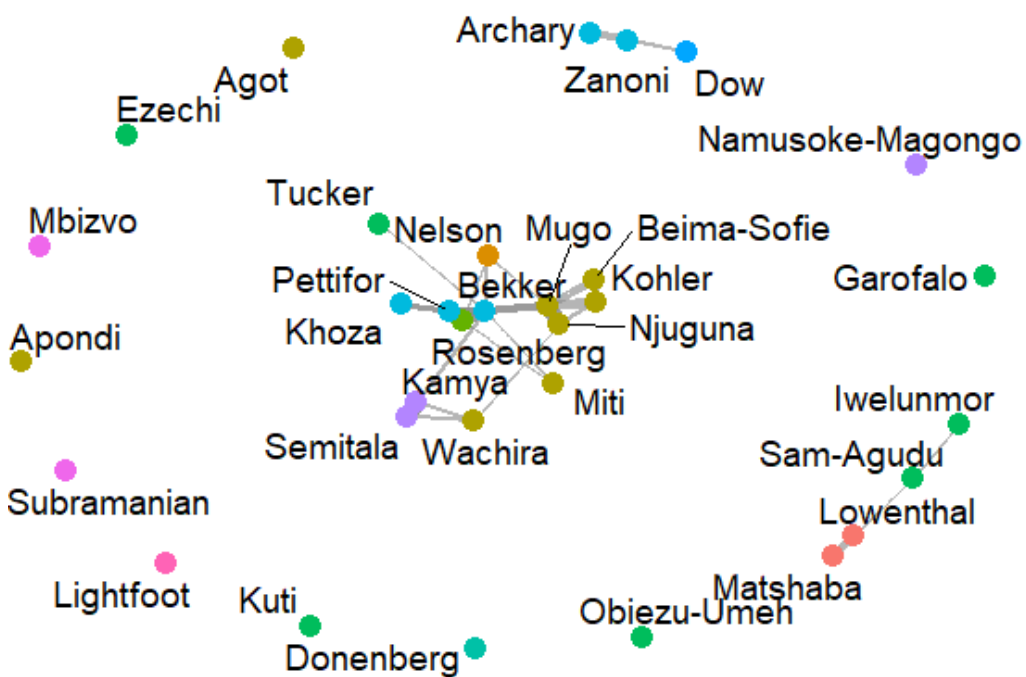 Archary
Agot
Zanoni
Dow
Ezechi
Namusoke-Magongo
Tucker
Mbizvo
Nelson
Mugo
Beima-Sofie
Pettifor
Bekker
Kohler
Garofalo
Khoza
Njuguna
Apondi
Rosenberg
Kamya
Miti
Iwelunmor
Semitala
Wachira
Sam-Agudu
Subramanian
Lowenthal
Lightfoot
Kuti
Matshaba
Obiezu-Umeh
Donenberg